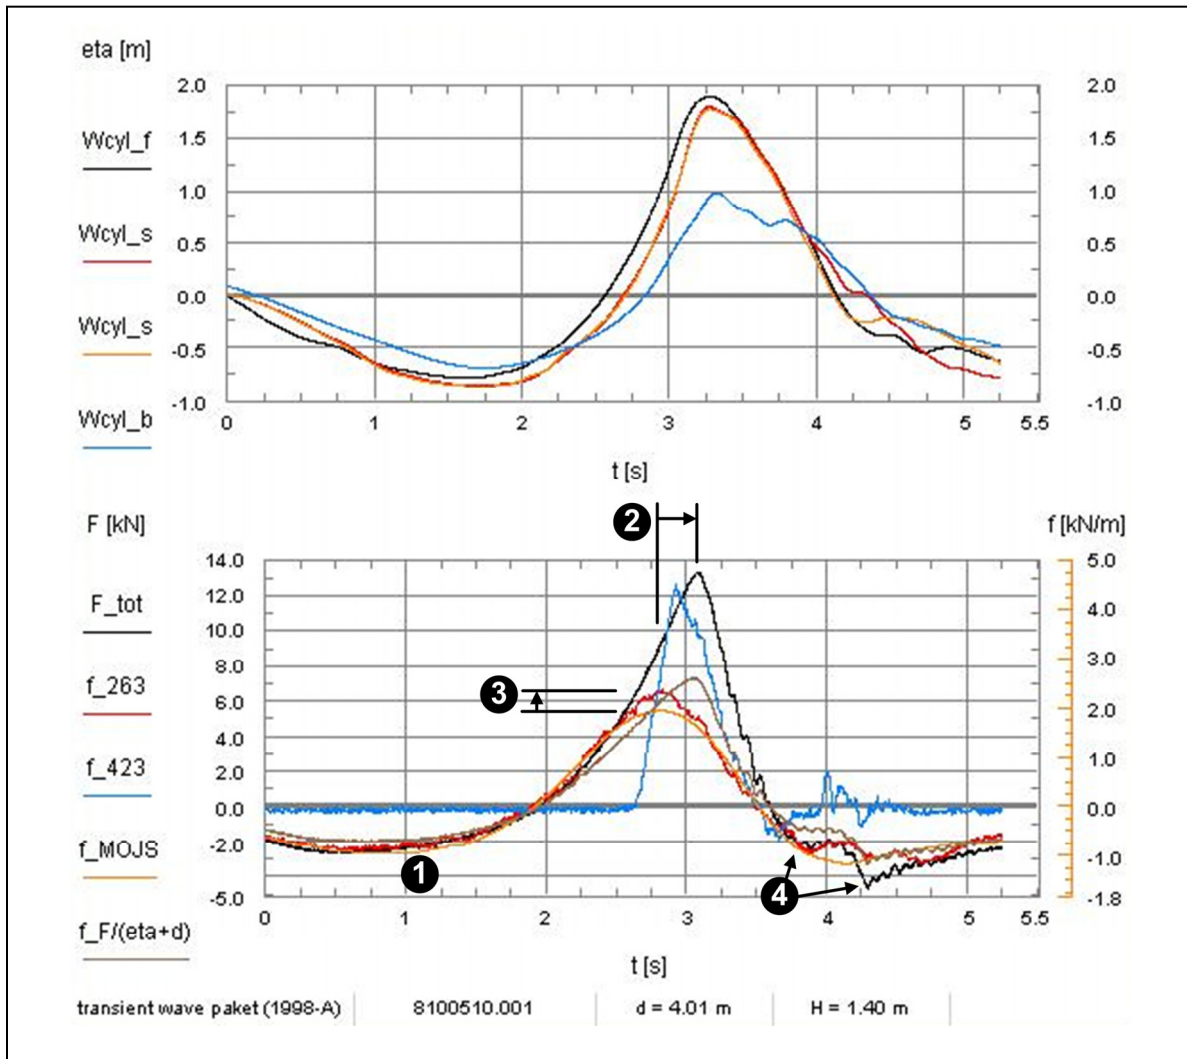 eta [m]
2.0 2.0
Wcyl_f 1.5 1.5
1.0 1.0
Wcyl_s 0.5 0.5
0.0 0.0
Wcyl_s
-0.5 -0.5
-1.0 -1.0
Wcyl_b 0 1 2 3 4 5 5.5
t [s]
F [kN] 2 f [kN/m]
14.0 5.0
F_tot 12.0 4.0
10.0
f_263 8.0 3.0
3 6.0 2.0
f_423 4.0
2.0 1.0
0.0 0.0
f_MOJS -2.0 1 4 -1.0
-5.0 -1.8
0 1 2 3 4 5 5.5
f_F/(eta+d)
t [s]
transient wave paket (1998-A) 8100510.001 d = 4.01 m H = 1.40 m